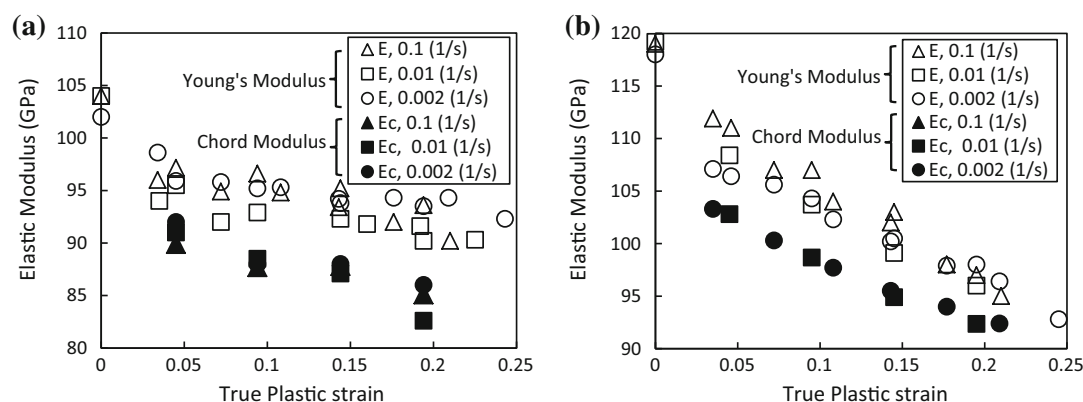 (a)
110
105
100
95
90
85
80
Elastic Modulus (GPa)
0
0.05
0.1
0.15
0.2
0.25
True Plastic strain
Young's Modulus
Chord Modulus
E, 0.1 (1/s)
E, 0.01 (1/s)
E, 0.002 (1/s)
Ec, 0.1 (1/s)
Ec, 0.01 (1/s)
Ec, 0.002 (1/s)
(b)
120
115
110
105
100
95
90
Elastic Modulus (GPa)
0
0.05
0.1
0.15
0.2
0.25
True Plastic strain
Young's Modulus
Chord Modulus
E, 0.1 (1/s)
E, 0.01 (1/s)
E, 0.002 (1/s)
Ec, 0.1 (1/s)
Ec, 0.01 (1/s)
Ec, 0.002 (1/s)